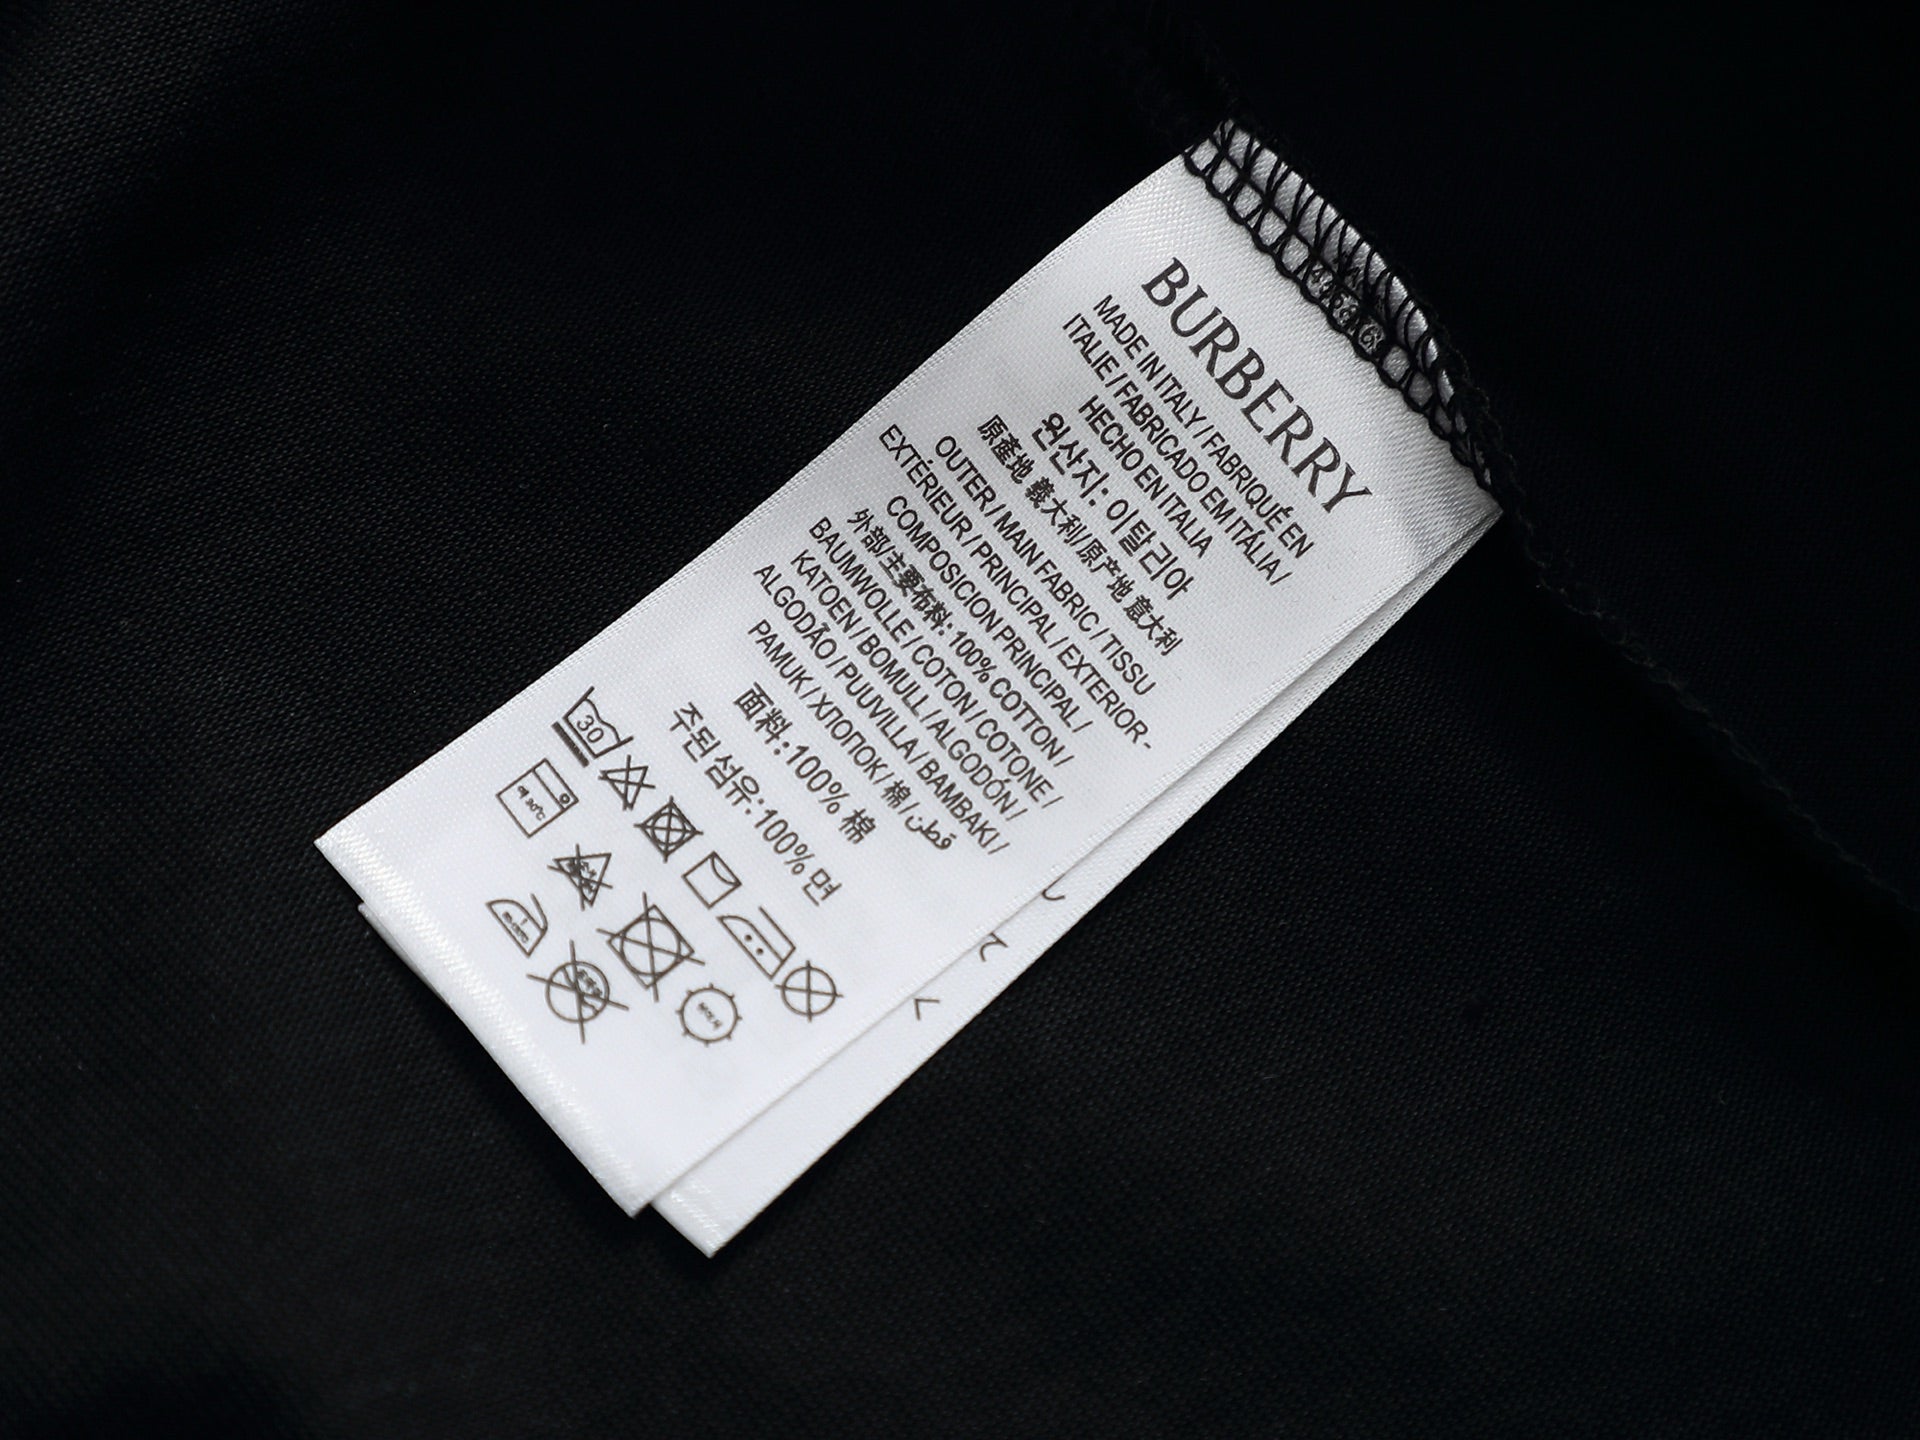 BURBERRY
MADE IN ITALY / FABRIQUÉ EN
ITALIE / FABRICADO EM ITÁLIA /
HECHO EN ITALIA
원산지: 이탈리아
原產地 義大利/原产地 意大利
OUTER / MAIN FABRIC / TISSU
EXTÉRIEUR / PRINCIPAL / EXTERIOR-
COMPOSICION PRINCIPAL /
外部/主要布料: 100% COTTON /
BAUMWOLLE / COTON / COTONE /
KATOEN / BOMULL / ALGODÓN /
ALGODÃO / PUUVILLA / BAMBAKI /
PAMUK / ХΠΟΠΟΚ / 棉 / قطن
面料: 100% 棉
주된섬유: 100% 면
30